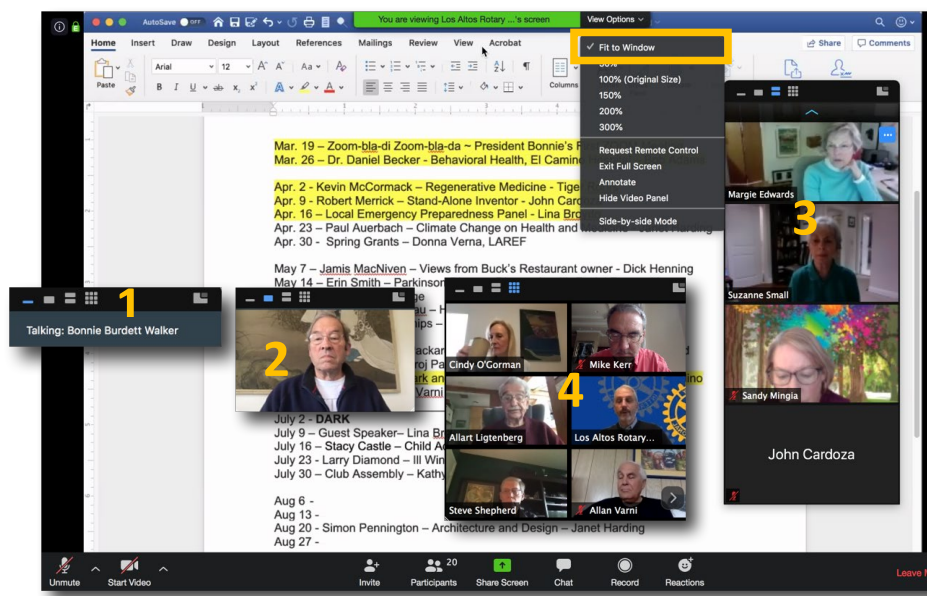 AutoSave OFF
You are viewing Los Altos Rotary ...'s screen
View Options
Home Insert Draw Design Layout References Mailings Review View Acrobat
Share
Comments
Paste
Arial
12
Columns
Fit to Window
50%
100% (Original Size)
150%
200%
300%
Request Remote Control
Exit Full Screen
Annotate
Hide Video Panel
Side-by-side Mode
Mar. 19 – Zoom-bla-di Zoom-bla-da ~ President Bonnie's
Mar. 26 – Dr. Daniel Becker - Behavioral Health, El Camino
Apr. 2 - Kevin McCormack – Regenerative Medicine -
Apr. 9 - Robert Merrick – Stand-Alone Inventor - John
Apr. 16 – Local Emergency Preparedness Panel - Lina
Apr. 23 – Paul Auerbach – Climate Change on Health and Medicine - Janet Harding
Apr. 30 - Spring Grants – Donna Verna, LAREF
May 7 – Jamis MacNiven – Views from Buck's Restaurant owner - Dick Henning
May 14 – Erin Smith –
July 2 - DARK
July 9 – Guest Speaker– Lina
July 16 – Stacy Castle – Child
July 23 - Larry Diamond – Ill
July 30 – Club Assembly –
Aug 6 -
Aug 13 -
Aug 20 - Simon Pennington – Architecture and Design – Janet Harding
Aug 27 -
1
Talking: Bonnie Burdett Walker
2
3
Margie Edwards
Suzanne Small
Sandy Mingia
John Cardoza
4
Cindy O'Gorman
Mike Kerr
Allart Ligtenberg
Los Altos Rotary...
Steve Shepherd
Allan Varni
Unmute
Start Video
Invite
Participants 20
Share Screen
Chat
Record
Reactions
Leave